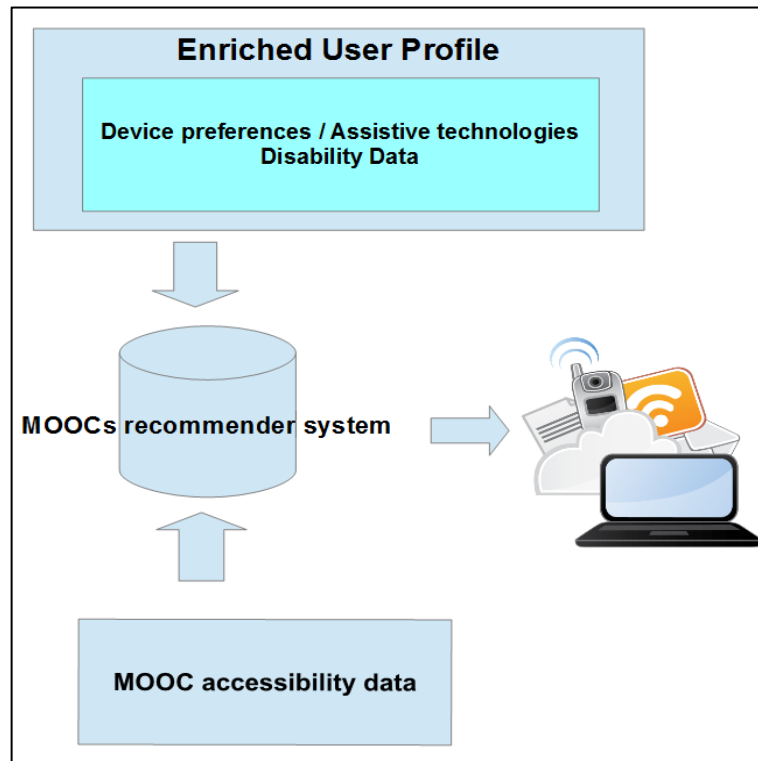 Enriched User Profile
Device preferences / Assistive technologies
Disability Data
MOOCs recommender system
MOOC accessibility data